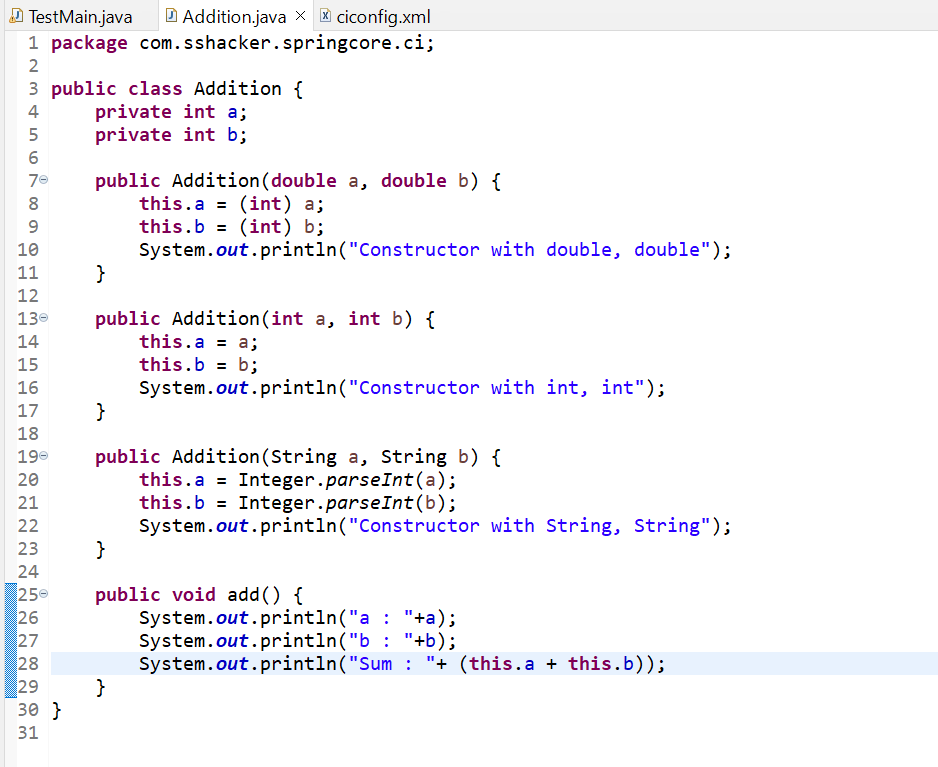 TestMain.java Addition.java ciconfig.xml
1 package com.sshacker.springcore.ci;
2
3 public class Addition {
4     private int a;
5     private int b;
6
7     public Addition(double a, double b) {
8         this.a = (int) a;
9         this.b = (int) b;
10         System.out.println("Constructor with double, double");
11     }
12
13     public Addition(int a, int b) {
14         this.a = a;
15         this.b = b;
16         System.out.println("Constructor with int, int");
17     }
18
19     public Addition(String a, String b) {
20         this.a = Integer.parseInt(a);
21         this.b = Integer.parseInt(b);
22         System.out.println("Constructor with String, String");
23     }
24
25     public void add() {
26         System.out.println("a : "+a);
27         System.out.println("b : "+b);
28         System.out.println("Sum : "+ (this.a + this.b));
29     }
30 }
31